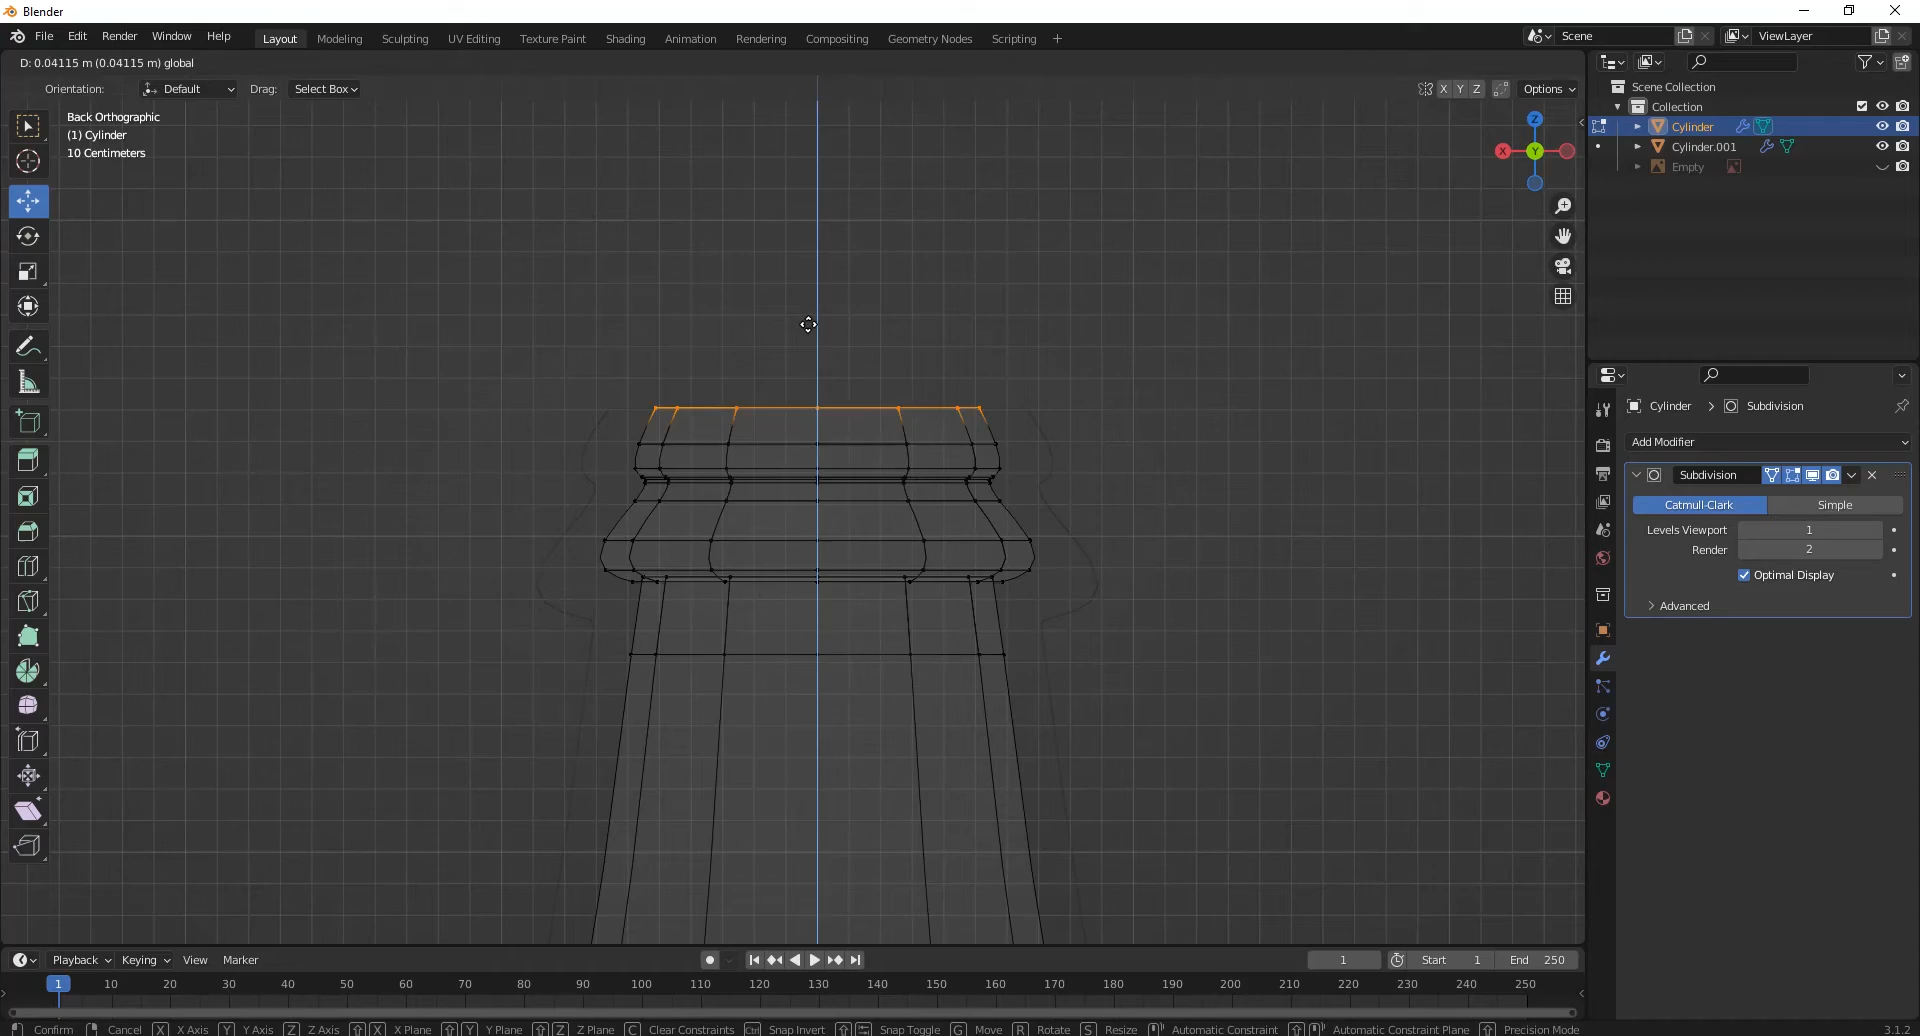 Blender
File Edit Render Window Help
Layout Modeling Sculpting UV Editing Texture Paint Shading Animation Rendering Compositing Geometry Nodes Scripting +
Scene
ViewLayer
D: 0.04115 m (0.04115 m) global
Orientation: Default Drag: Select Box
X Y Z Options
Back Orthographic
(1) Cylinder
10 Centimeters
Z
X Y
Scene Collection
Collection
Cylinder
Cylinder.001
Empty
Cylinder > Subdivision
Add Modifier
Subdivision
Catmull-Clark Simple
Levels Viewport 1
Render 2
Optimal Display
Advanced
Playback Keying View Marker
1 Start 1 End 250
1 10 20 30 40 50 60 70 80 90 100 110 120 130 140 150 160 170 180 190 200 210 220 230 240 250
Confirm Cancel X X Axis Y Y Axis Z Z Axis X X Plane Y Y Plane Z Z Plane C Clear Constraints Ctrl Snap Invert Snap Toggle G Move R Rotate S Resize Automatic Constraint Automatic Constraint Plane Precision Mode 3.1.2